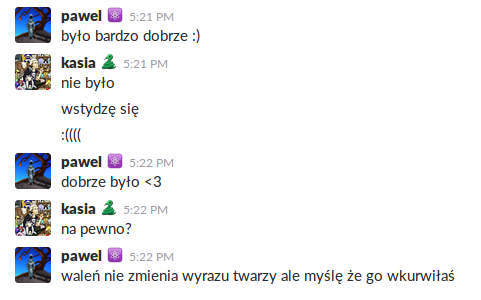 pawel 5:21 PM
było bardzo dobrze :)
kasia 5:21 PM
nie było
wstydzę się
:((((
pawel 5:22 PM
dobrze było <3
kasia 5:22 PM
na pewno?
pawel 5:22 PM
waleń nie zmienia wyrazu twarzy ale myślę że go wkurwiłaś